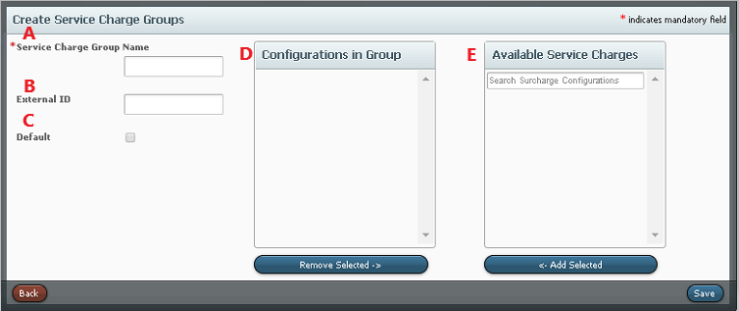 Create Service Charge Groups
* indicates mandatory field
A
*Service Charge Group Name
B
External ID
C
Default
D
Configurations in Group
Remove Selected ->
E
Available Service Charges
Search Surcharge Configurations
<- Add Selected
Back
Save